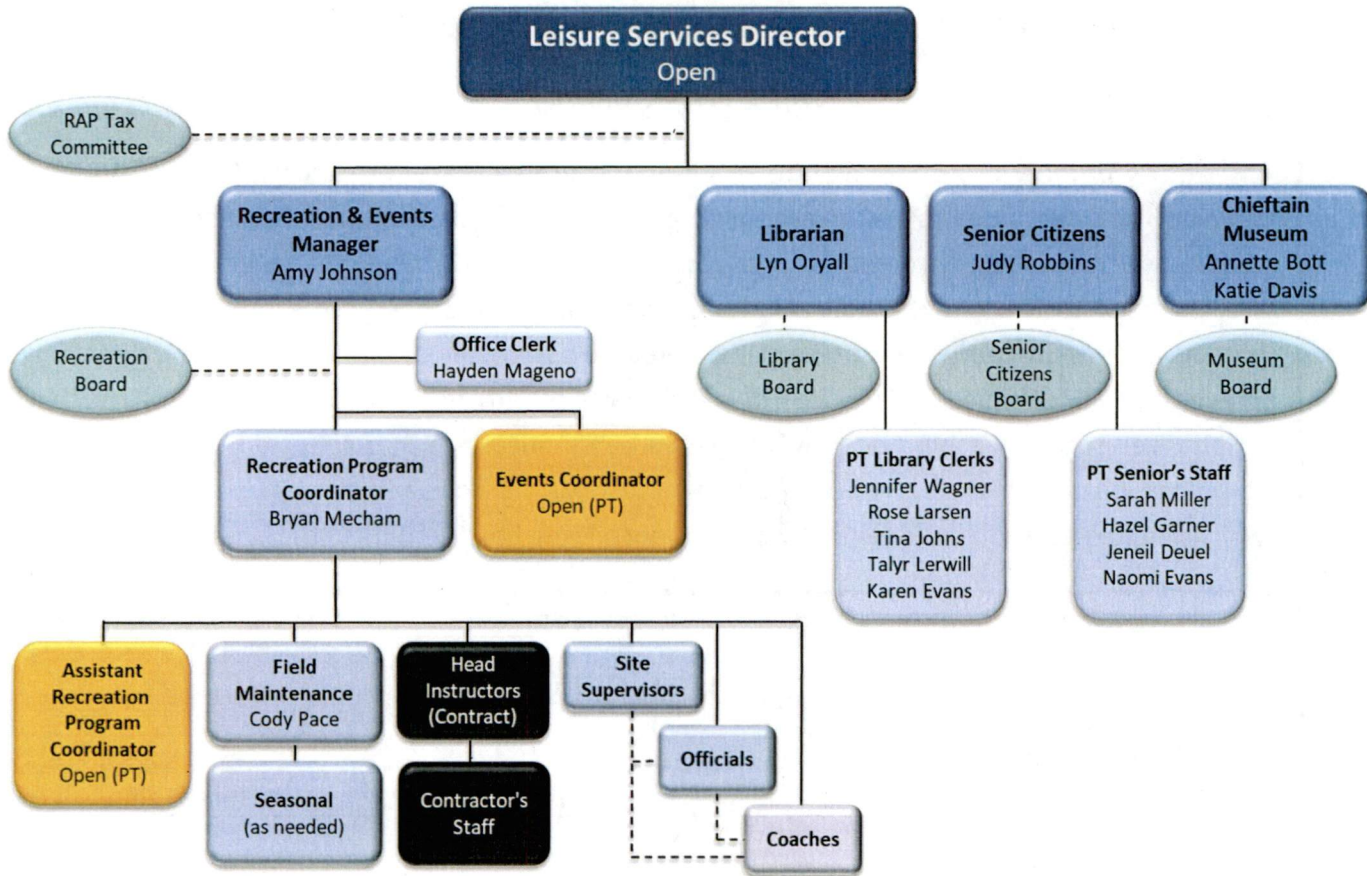 Leisure Services Director
Open
RAP Tax
Committee
Recreation & Events
Manager
Amy Johnson
Librarian
Lyn Oryall
Senior Citizens
Judy Robbins
Chieftain
Museum
Annette Bott
Katie Davis
Recreation
Board
Office Clerk
Hayden Mageno
Library
Board
Senior
Citizens
Board
Museum
Board
Recreation Program
Coordinator
Bryan Mecham
Events Coordinator
Open (PT)
PT Library Clerks
Jennifer Wagner
Rose Larsen
Tina Johns
Talyr Lerwill
Karen Evans
PT Senior's Staff
Sarah Miller
Hazel Garner
Jeneil Deuel
Naomi Evans
Assistant
Recreation
Program
Coordinator
Open (PT)
Field
Maintenance
Cody Pace
Head
Instructors
(Contract)
Site
Supervisors
Officials
Seasonal
(as needed)
Contractor's
Staff
Coaches